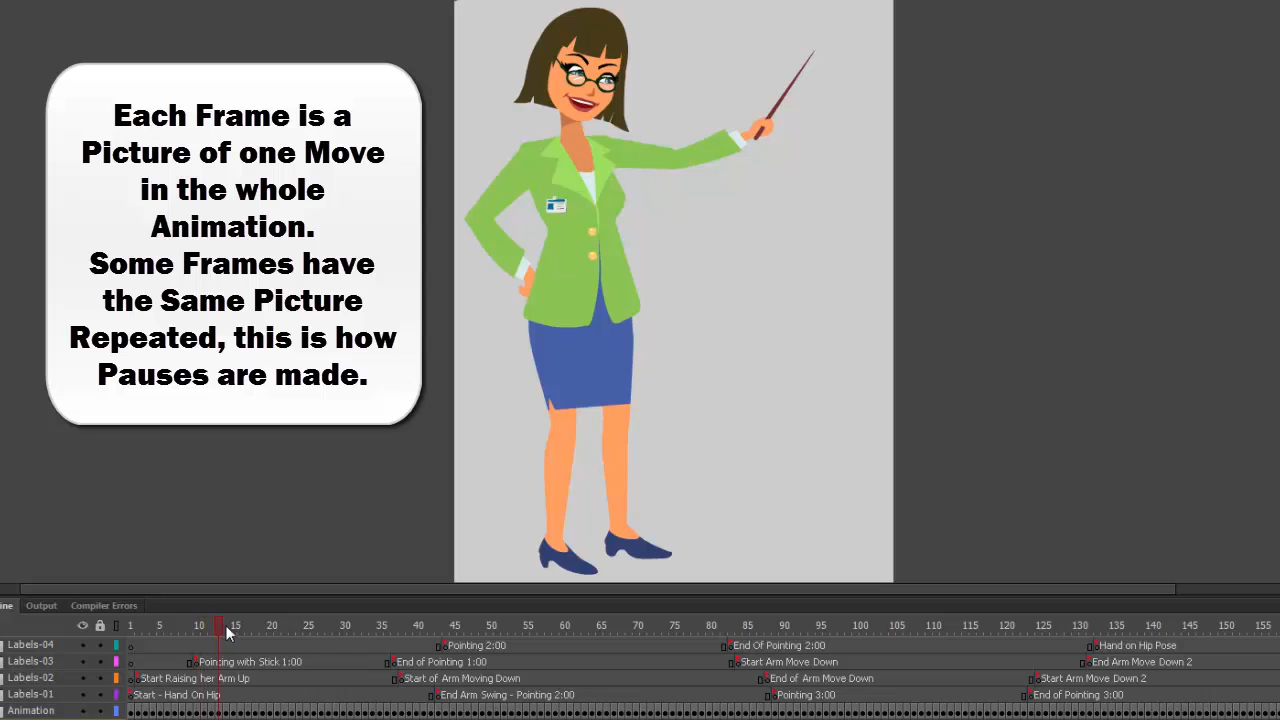 Each Frame is a
Picture of one Move
in the whole
Animation.
Some Frames have
the Same Picture
Repeated, this is how
Pauses are made.
ine Output Compiler Errors
1 5 10 15 20 25 30 35 40 45 50 55 60 65 70 75 80 85 90 95 100 105 110 115 120 125 130 135 140 145 150 155
Labels-04 Pointing 2:00 End Of Pointing 2:00 Hand on Hip Pose
Labels-03 Pointing with Stick 1:00 End of Pointing 1:00 Start Arm Move Down End Arm Move Down 2
Labels-02 Start Raising her Arm Up Start of Arm Moving Down End of Arm Move Down Start Arm Move Down 2
Labels-01 Start - Hand On Hip End Arm Swing - Pointing 2:00 Pointing 3:00 End of Pointing 3:00
Animation